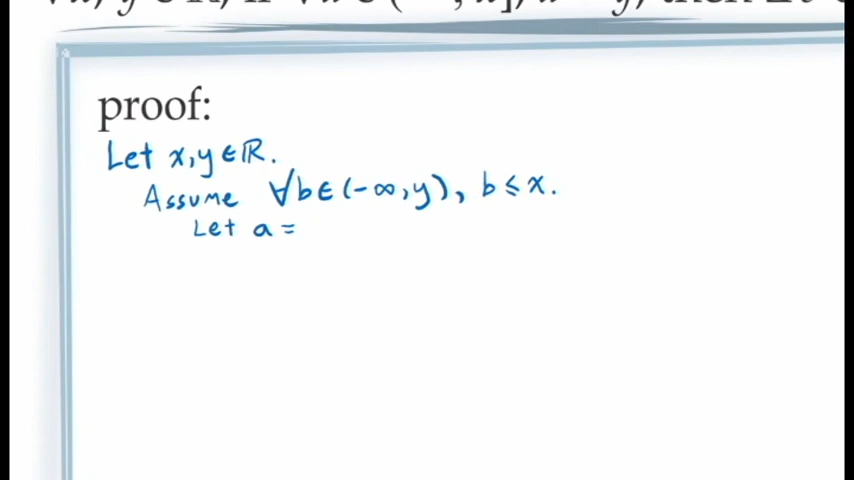 proof:
Let x, y ∈ ℝ.
Assume ∀b ∈ (-∞, y), b ≤ x.
Let a =